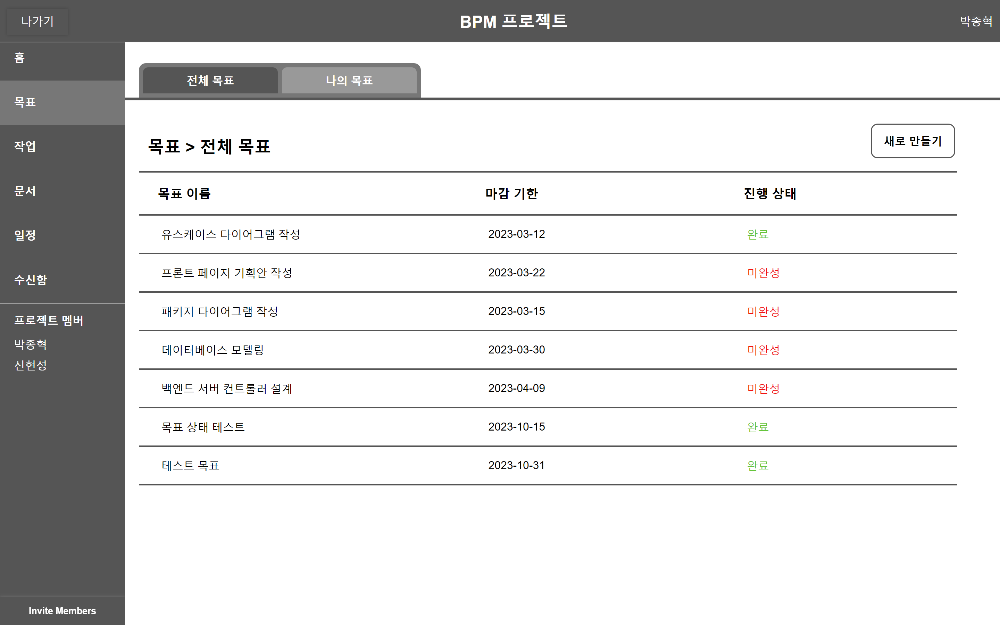 나가기
BPM 프로젝트
박종혁
홈
목표
작업
문서
일정
수신함
프로젝트 멤버
박종혁
신현성
Invite Members
전체 목표 나의 목표
목표 > 전체 목표
새로 만들기
목표 이름 마감 기한 진행 상태
유스케이스 다이어그램 작성 2023-03-12 완료
프론트 페이지 기획안 작성 2023-03-22 미완성
패키지 다이어그램 작성 2023-03-15 미완성
데이터베이스 모델링 2023-03-30 미완성
백엔드 서버 컨트롤러 설계 2023-04-09 미완성
목표 상태 테스트 2023-10-15 완료
테스트 목표 2023-10-31 완료